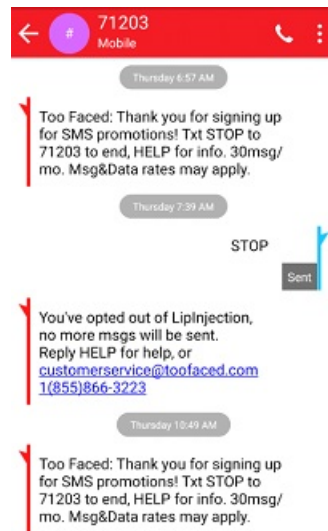 71203
#
Mobile
Thursday 6:57 AM
Too Faced: Thank you for signing up
for SMS promotions! Txt STOP to
71203 to end, HELP for info. 30msg/
mo. Msg&Data rates may apply.
Thursday 7:39 AM
STOP
Sent
You've opted out of LipInjection,
no more msgs will be sent.
Reply HELP for help, or
customerservice@toofaced.com
1(855)866-3223
Thursday 10:49 AM
Too Faced: Thank you for signing up
for SMS promotions! Txt STOP to
71203 to end, HELP for info. 30msg/
mo. Msg&Data rates may apply.